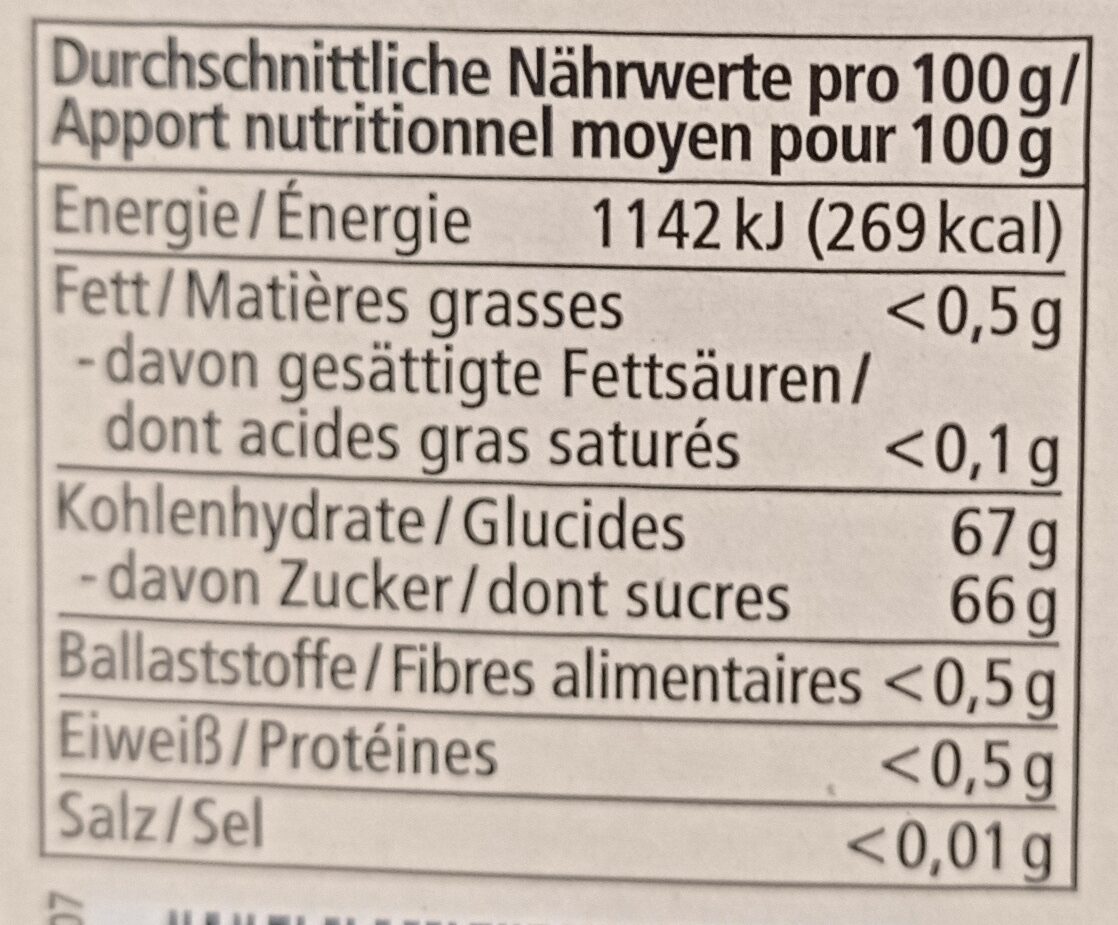 Durchschnittliche Nährwerte pro 100 g/
Apport nutritionnel moyen pour 100 g
Energie/Énergie 1142 kJ (269 kcal)
Fett/Matières grasses <0,5 g
-davon gesättigte Fettsäuren/
dont acides gras saturés <0,1 g
Kohlenhydrate/Glucides 67 g
-davon Zucker/dont sucres 66 g
Ballaststoffe/Fibres alimentaires <0,5 g
Eiweiß/Protéines <0,5 g
Salz/Sel <0,01 g
07